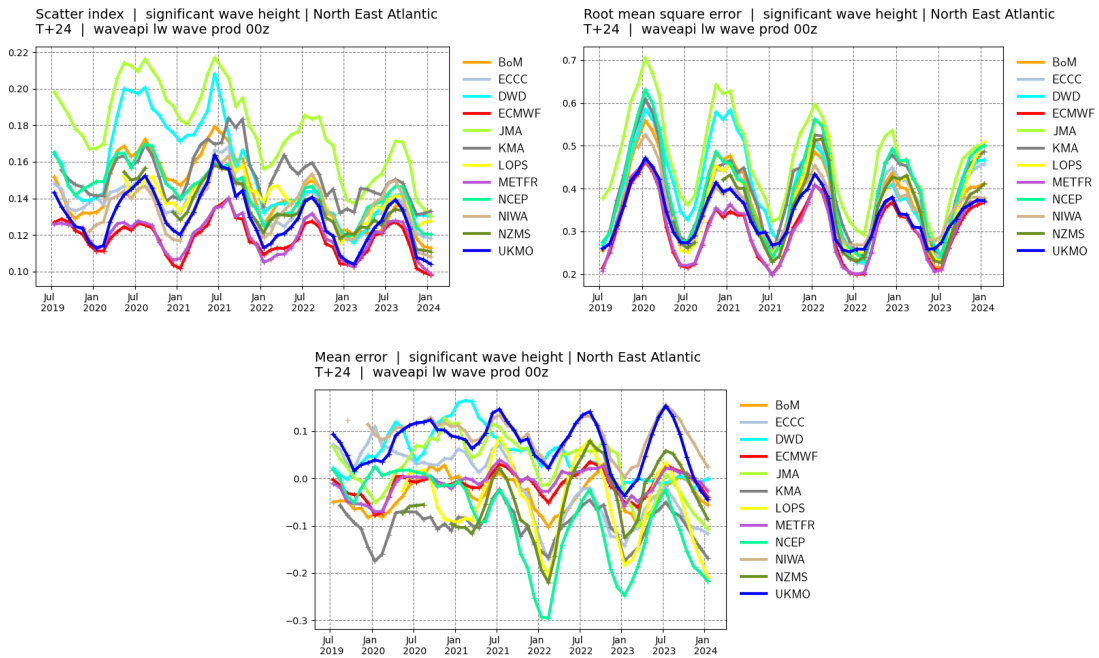 Scatter index | significant wave height | North East Atlantic
T+24 | waveapi lw wave prod 00z
0.22
0.20
0.18
0.16
0.14
0.12
0.10
Jul 2019
Jan 2020
Jul 2020
Jan 2021
Jul 2021
Jan 2022
Jul 2022
Jan 2023
Jul 2023
Jan 2024
BoM
ECCC
DWD
ECMWF
JMA
KMA
LOPS
METFR
NCEP
NIWA
NZMS
UKMO
Root mean square error | significant wave height | North East Atlantic
T+24 | waveapi lw wave prod 00z
0.7
0.6
0.5
0.4
0.3
0.2
Jul 2019
Jan 2020
Jul 2020
Jan 2021
Jul 2021
Jan 2022
Jul 2022
Jan 2023
Jul 2023
Jan 2024
BoM
ECCC
DWD
ECMWF
JMA
KMA
LOPS
METFR
NCEP
NIWA
NZMS
UKMO
Mean error | significant wave height | North East Atlantic
T+24 | waveapi lw wave prod 00z
0.1
0.0
−0.1
−0.2
−0.3
Jul 2019
Jan 2020
Jul 2020
Jan 2021
Jul 2021
Jan 2022
Jul 2022
Jan 2023
Jul 2023
Jan 2024
BoM
ECCC
DWD
ECMWF
JMA
KMA
LOPS
METFR
NCEP
NIWA
NZMS
UKMO